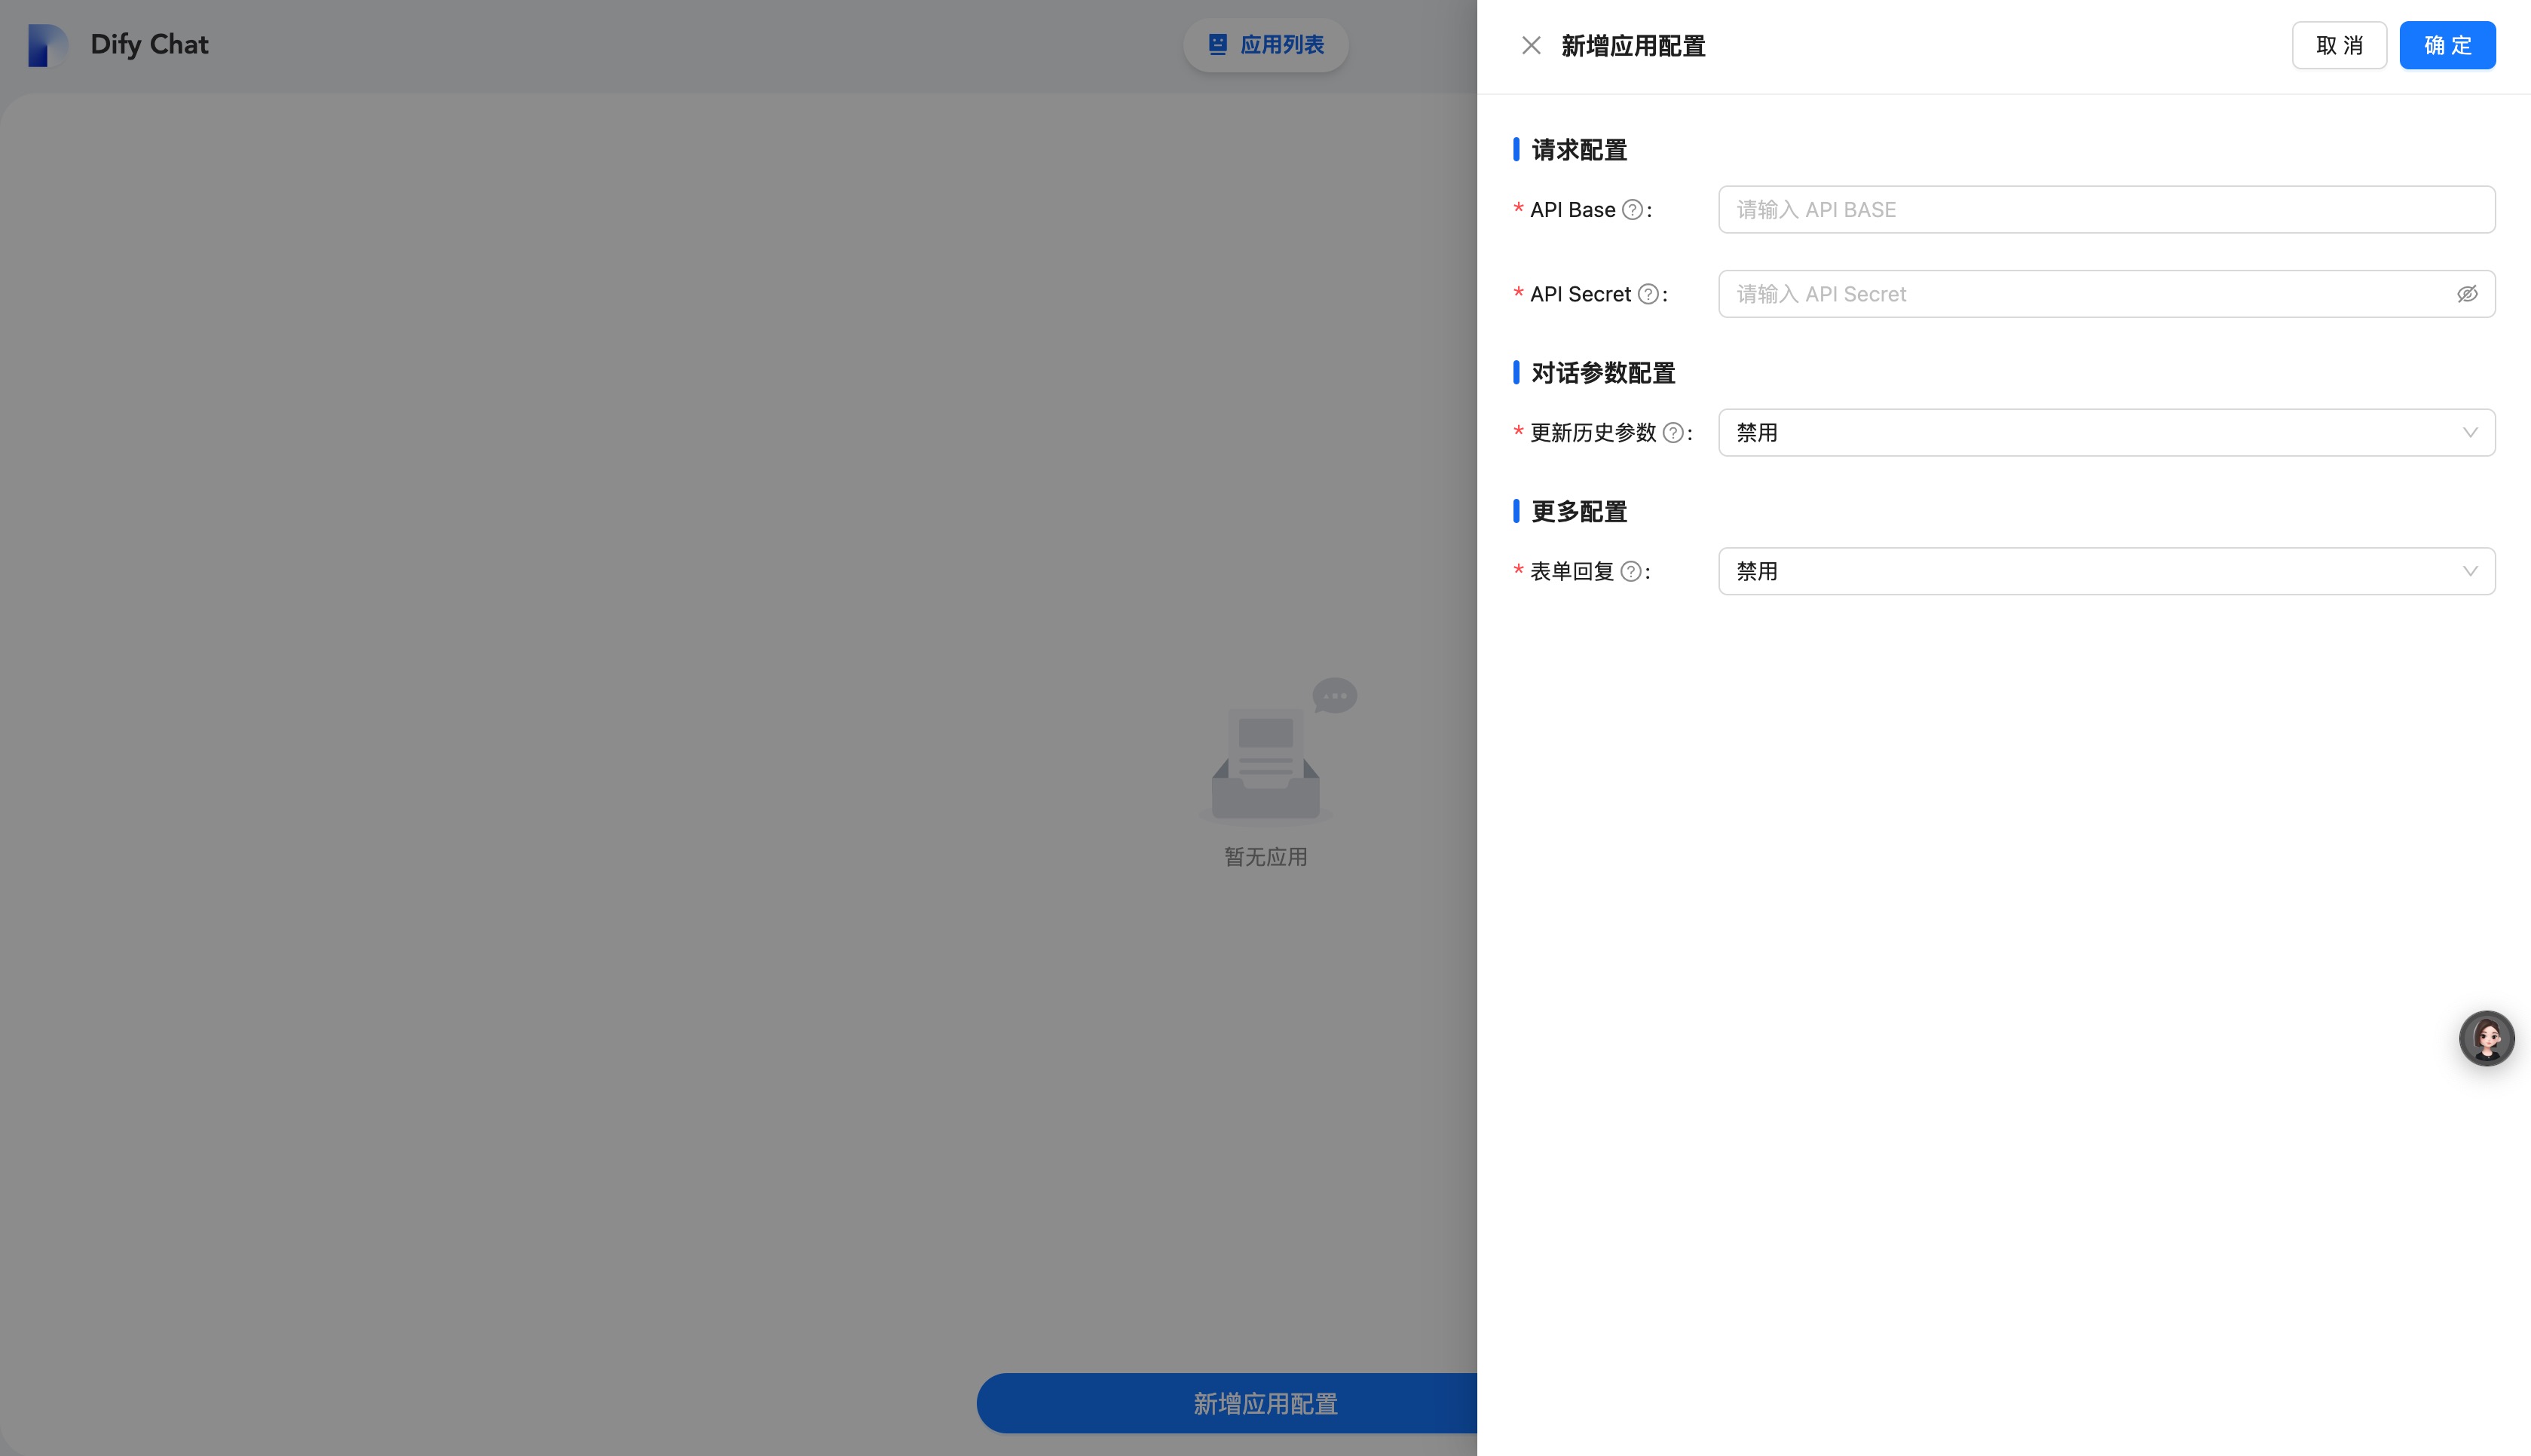 Dify Chat
应用列表
暂无应用
新增应用配置
新增应用配置
取 消
确 定
请求配置
* API Base ? :
请输入 API BASE
* API Secret ? :
请输入 API Secret
对话参数配置
* 更新历史参数 ? :
禁用
更多配置
* 表单回复 ? :
禁用